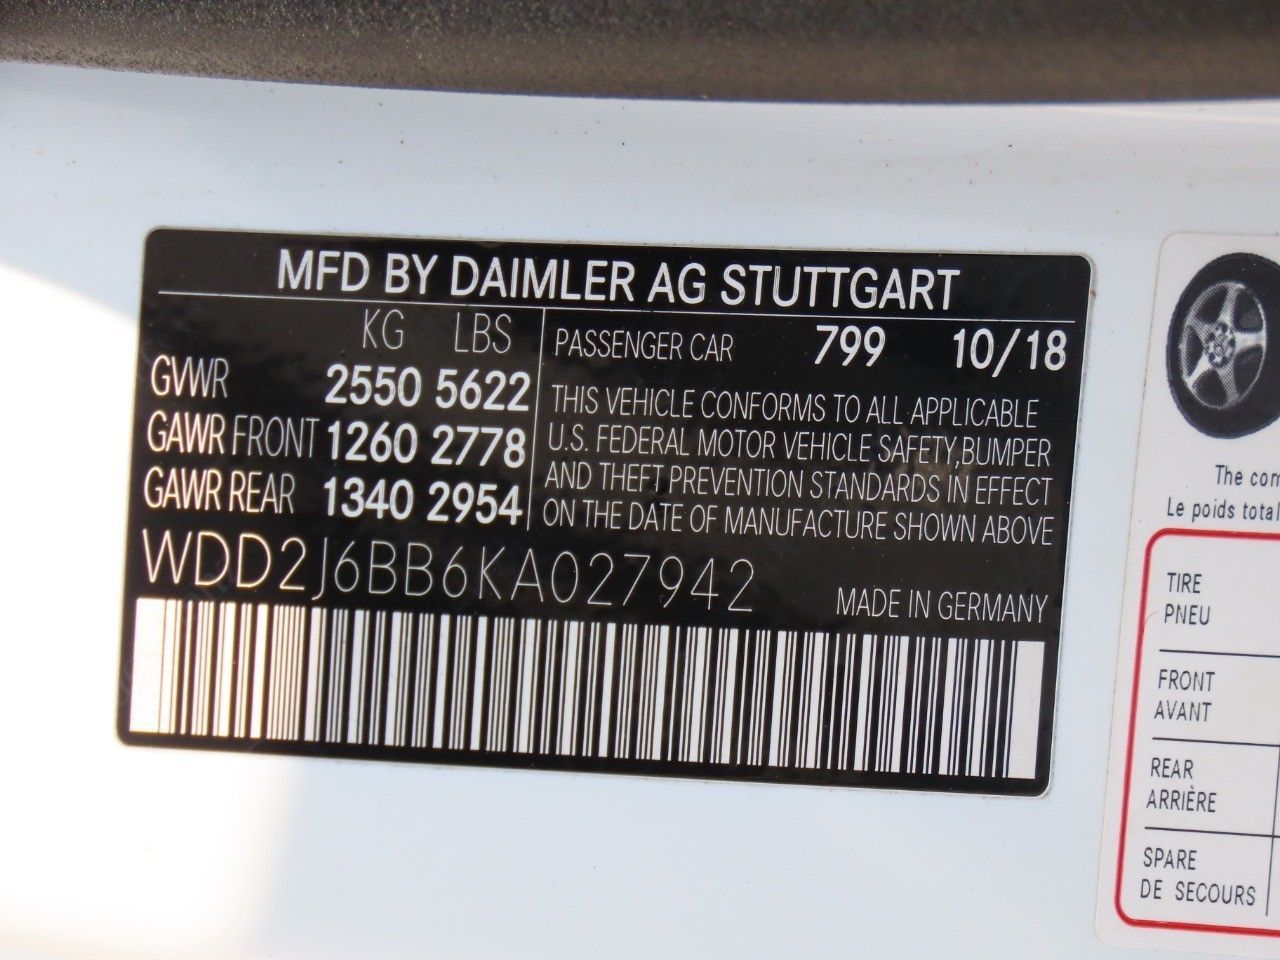 MFD BY DAIMLER AG STUTTGART
KG LBS
GVWR 2550 5622
GAWR FRONT 1260 2778
GAWR REAR 1340 2954
PASSENGER CAR 799 10/18
THIS VEHICLE CONFORMS TO ALL APPLICABLE
U.S. FEDERAL MOTOR VEHICLE SAFETY, BUMPER
AND THEFT PREVENTION STANDARDS IN EFFECT
ON THE DATE OF MANUFACTURE SHOWN ABOVE
WDD2J6BB6KA027942
MADE IN GERMANY
The com
Le poids total
TIRE
PNEU
FRONT
AVANT
REAR
ARRIÈRE
SPARE
DE SECOURS